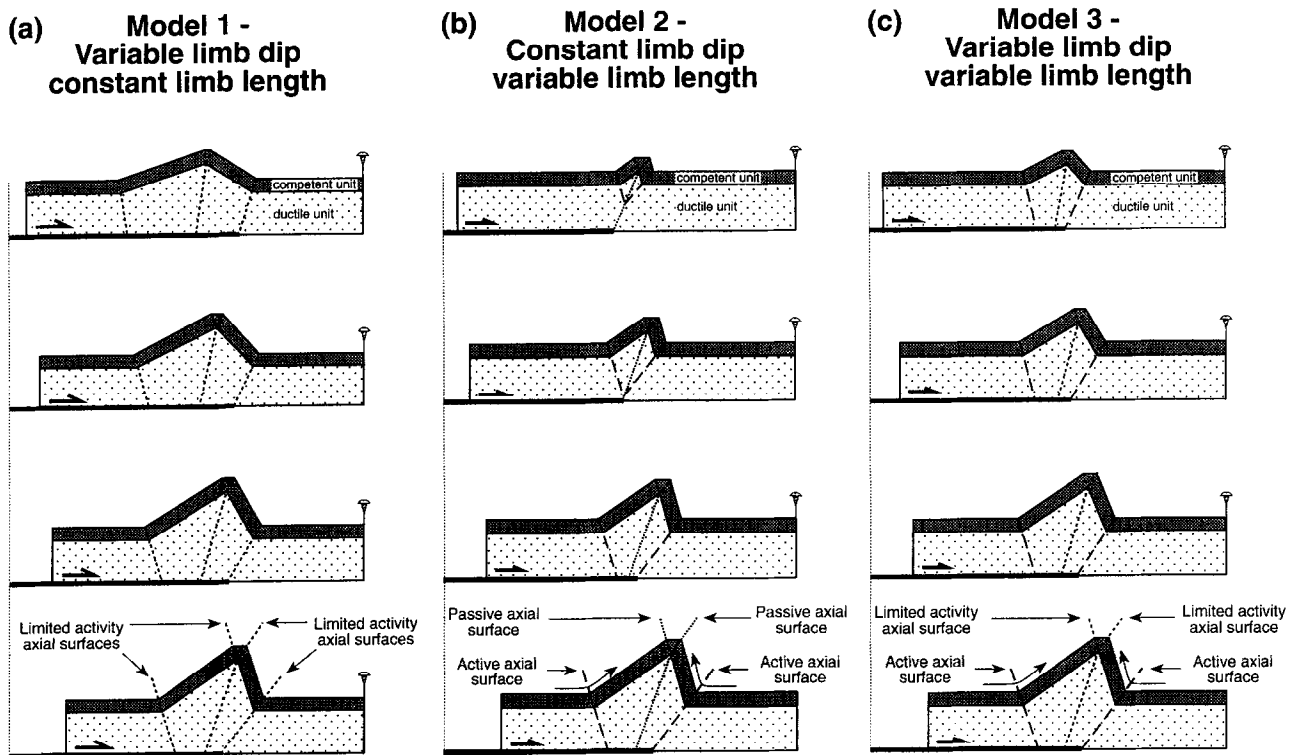 (a)
Model 1 -
Variable limb dip
constant limb length
competent unit
ductile unit
Limited activity
axial surfaces
Limited activity
axial surfaces
(b)
Model 2 -
Constant limb dip
variable limb length
competent unit
ductile unit
Passive axial
surface
Passive axial
surface
Active axial
surface
Active axial
surface
(c)
Model 3 -
Variable limb dip
variable limb length
competent unit
ductile unit
Limited activity
axial surface
Limited activity
axial surface
Active axial
surface
Active axial
surface